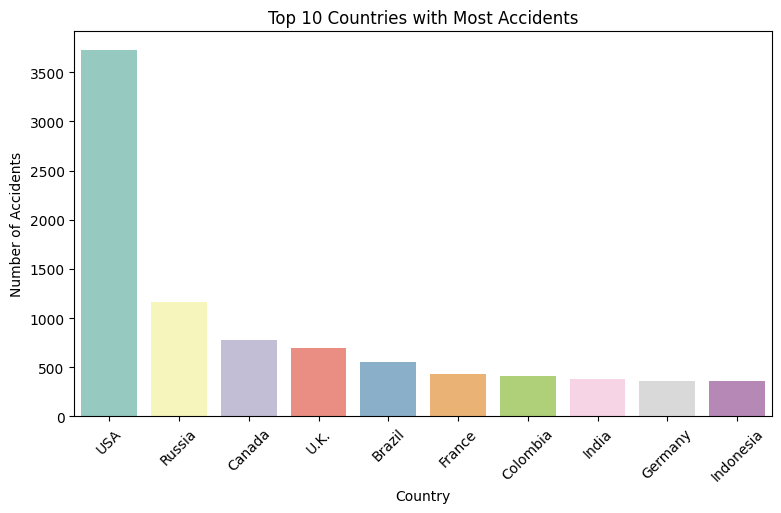 Top 10 Countries with Most Accidents
Number of Accidents
3500
3000
2500
2000
1500
1000
500
0
USA
Russia
Canada
U.K.
Brazil
France
Colombia
India
Germany
Indonesia
Country